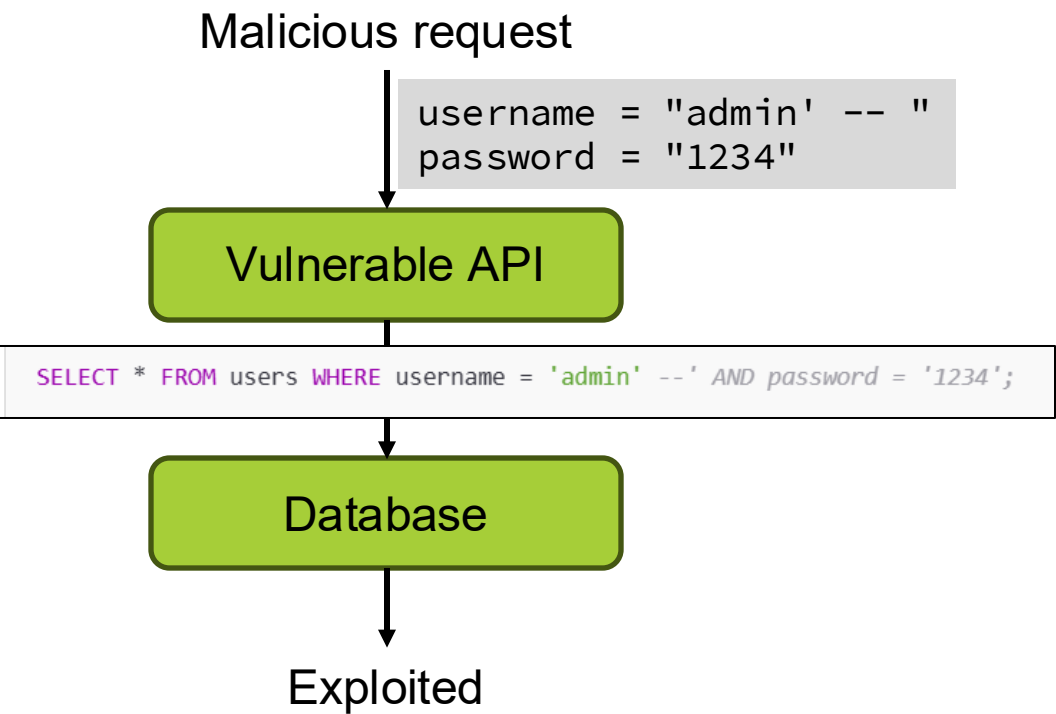 Malicious request
username = "admin' -- "
password = "1234"
Vulnerable API
SELECT * FROM users WHERE username = 'admin' --' AND password = '1234';
Database
Exploited